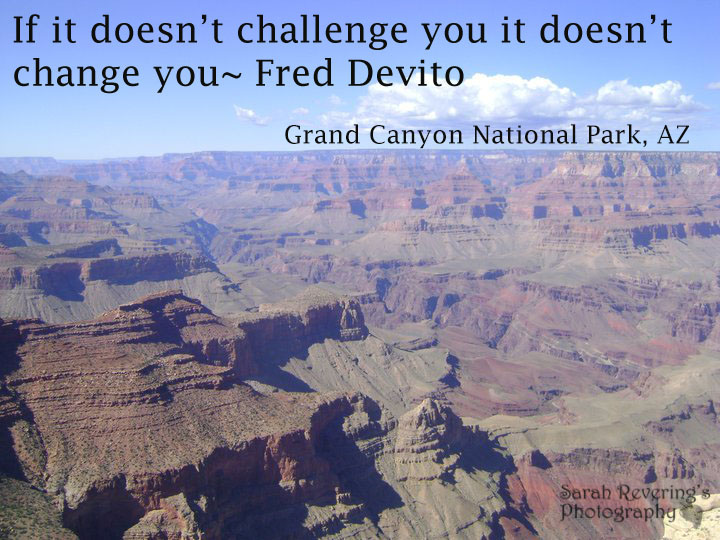 If it doesn’t challenge you it doesn’t
change you~ Fred Devito
Grand Canyon National Park, AZ
Sarah Revering's
Photography